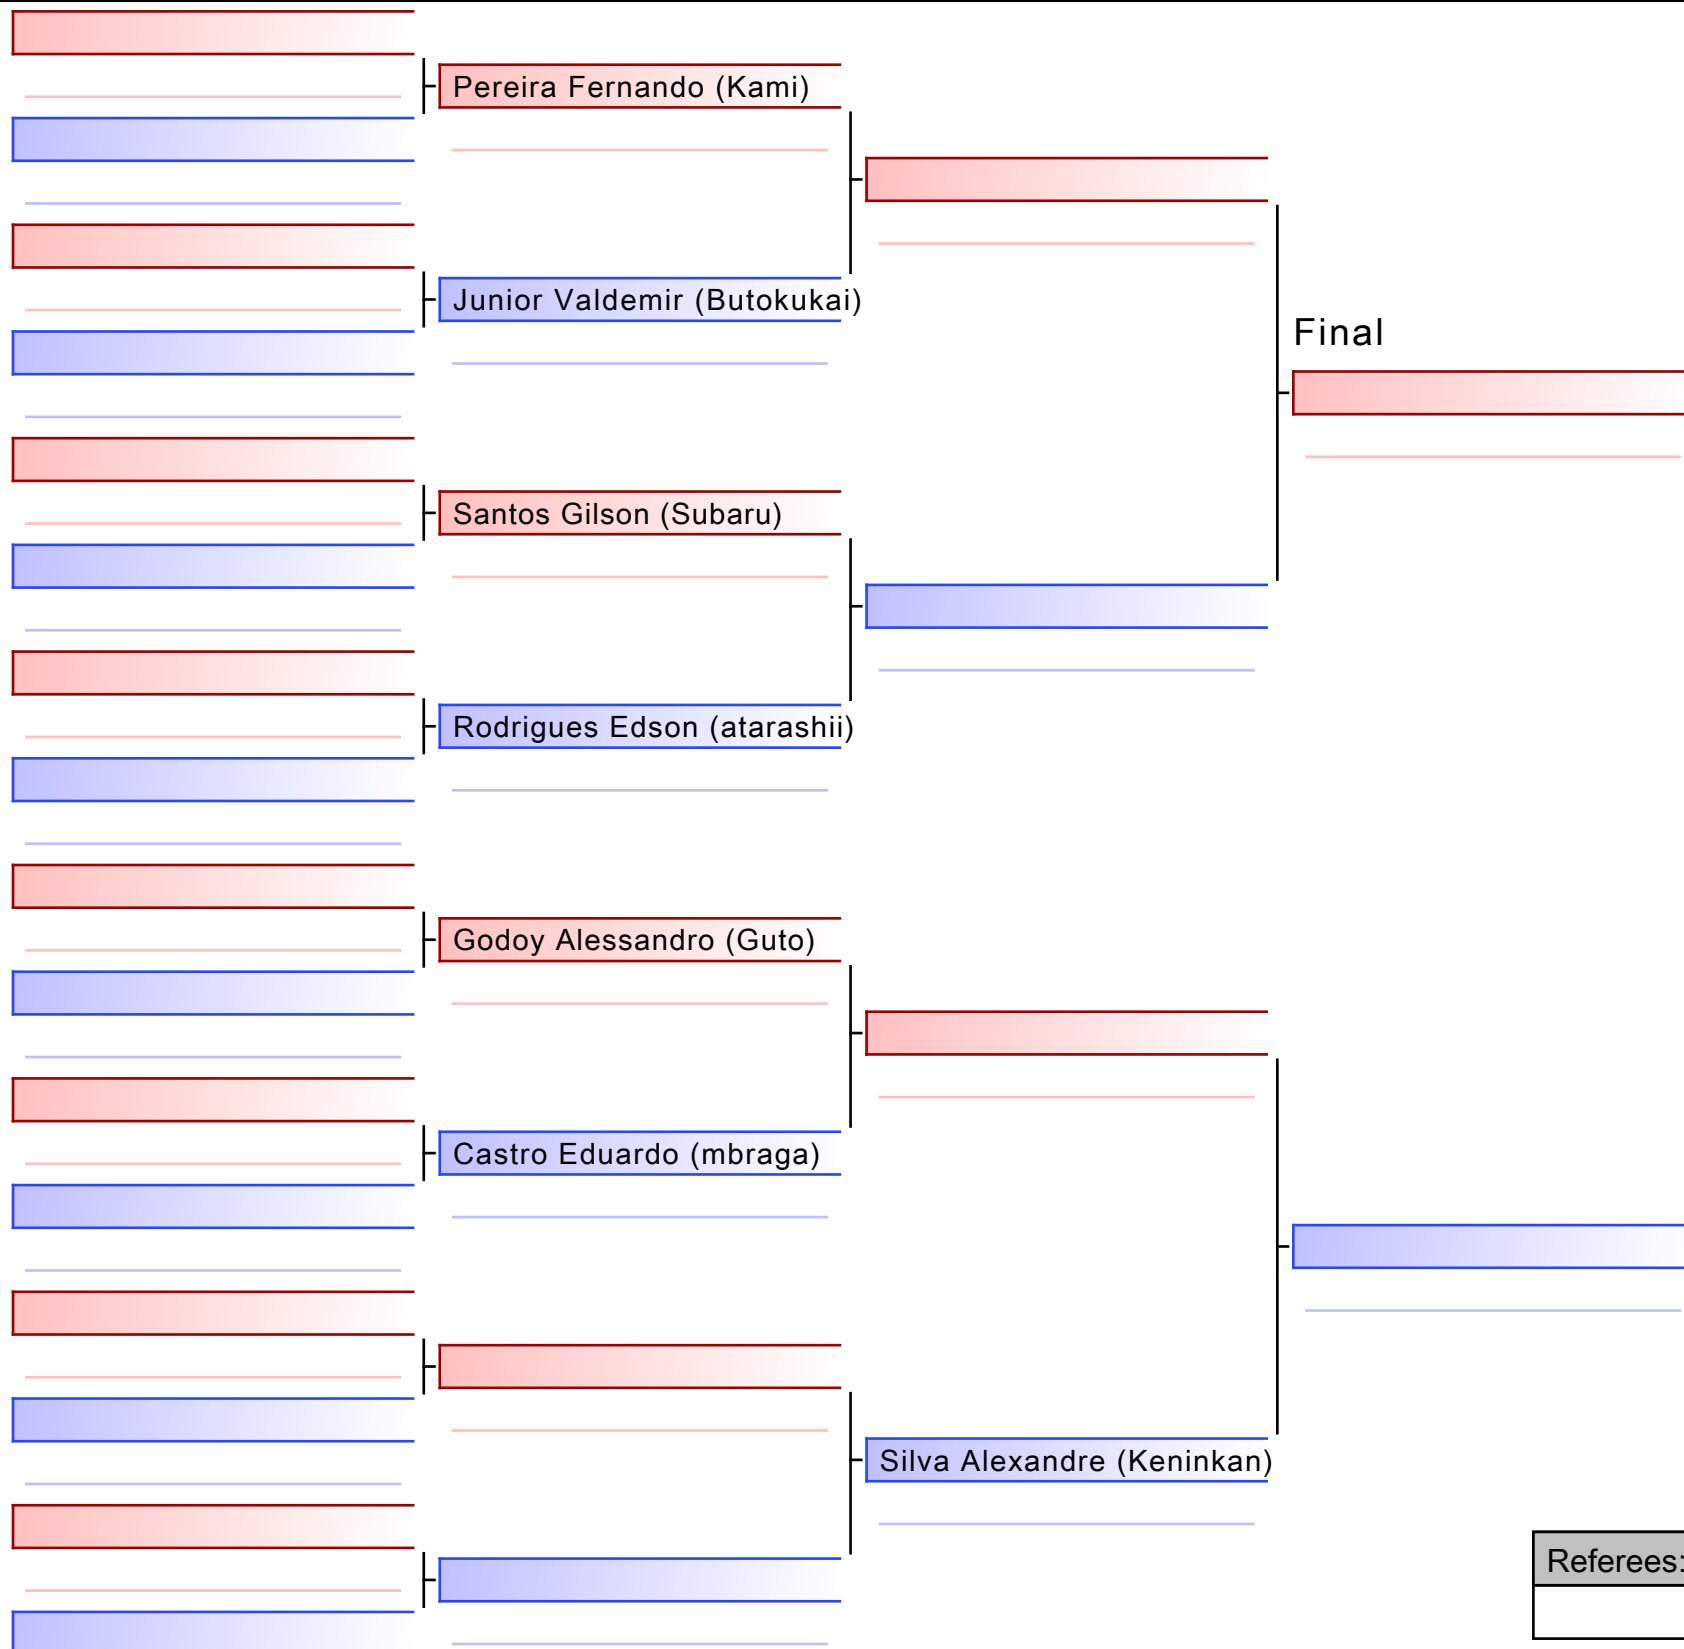 Pereira Fernando (Kami)
Junior Valdemir (Butokukai)
Final
Santos Gilson (Subaru)
Rodrigues Edson (atarashii)
Godoy Alessandro (Guto)
Castro Eduardo (mbraga)
Silva Alexandre (Keninkan)
Referees: